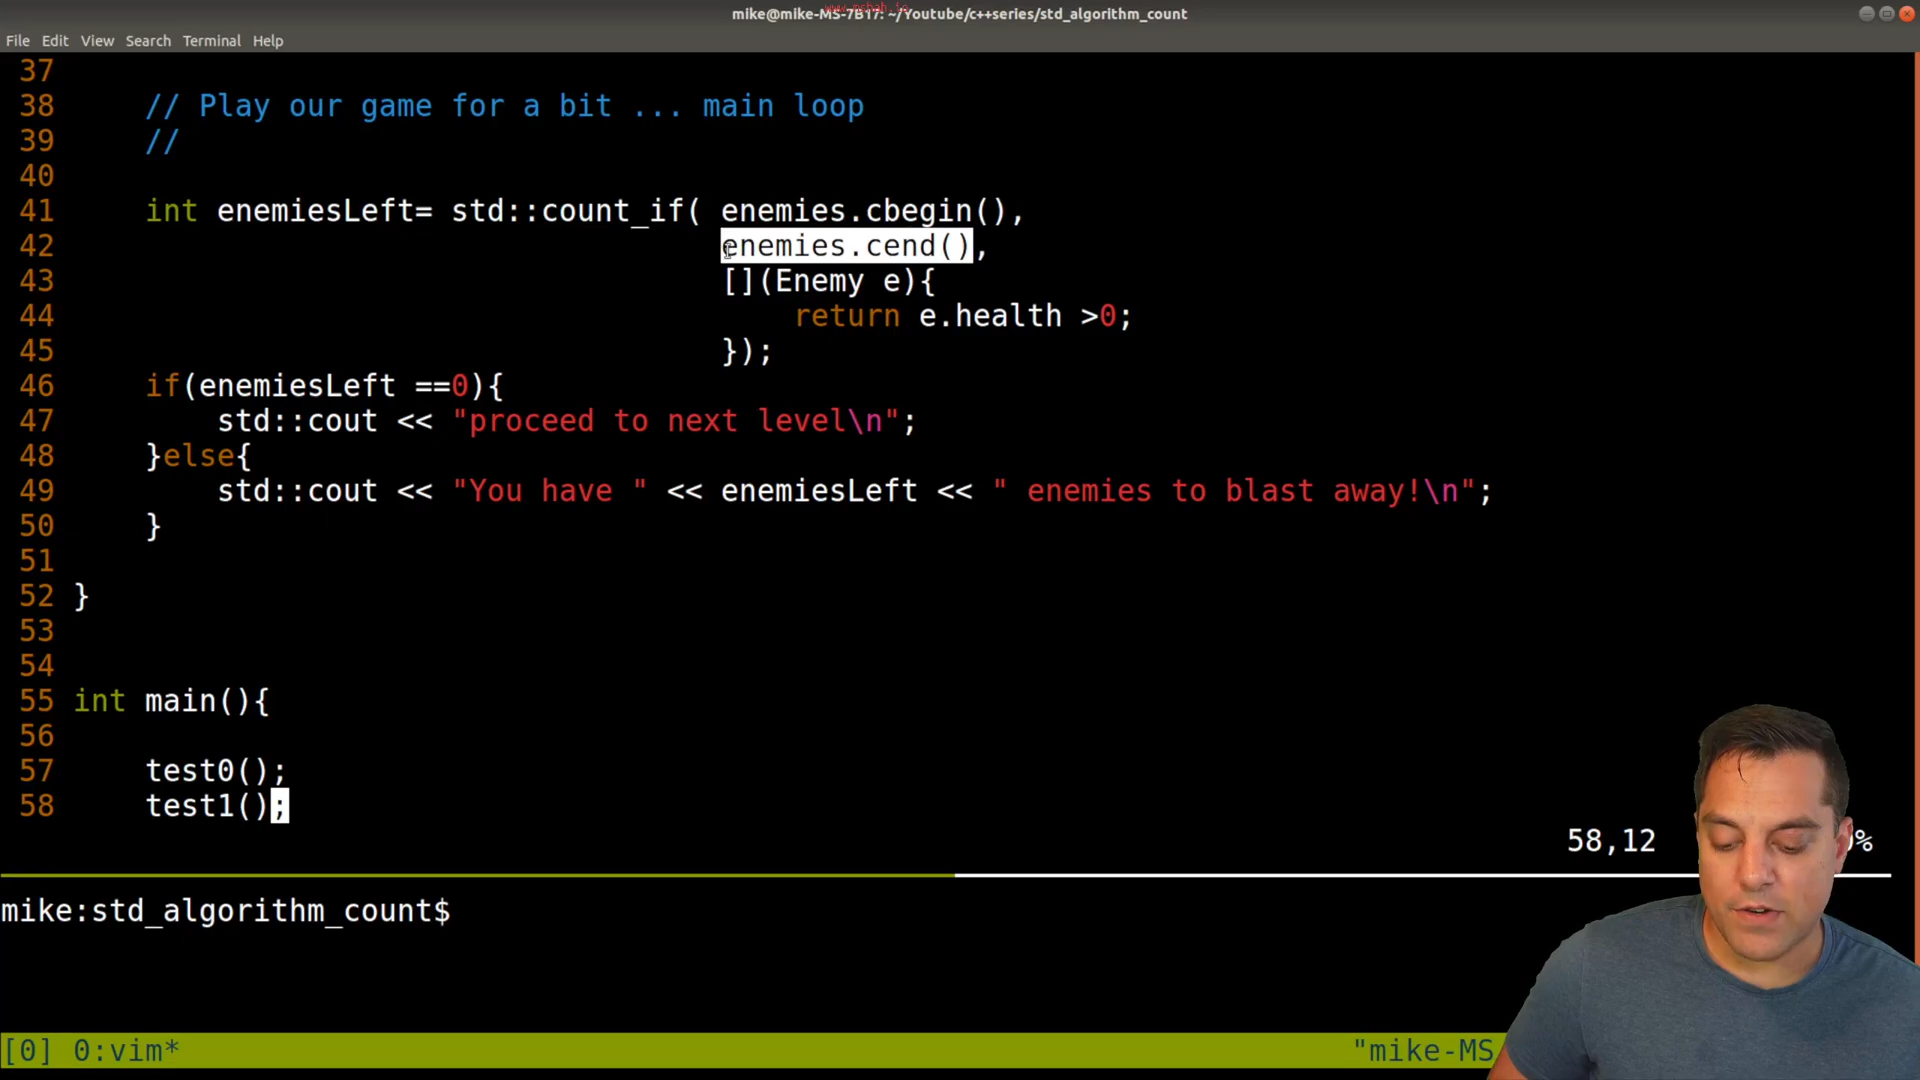 www.mshah.io
mike@mike-MS-7B17: ~/Youtube/c++series/std_algorithm_count
File Edit View Search Terminal Help
37
38     // Play our game for a bit ... main loop
39     //
40
41     int enemiesLeft= std::count_if( enemies.cbegin(),
42                                     enemies.cend(),
43                                     [](Enemy e){
44                                         return e.health >0;
45                                     });
46     if(enemiesLeft ==0){
47         std::cout << "proceed to next level\n";
48     }else{
49         std::cout << "You have " << enemiesLeft << " enemies to blast away!\n";
50     }
51
52 }
53
54
55 int main(){
56
57     test0();
58     test1();
58,12 %
mike:std_algorithm_count$
[0] 0:vim* "mike-MS